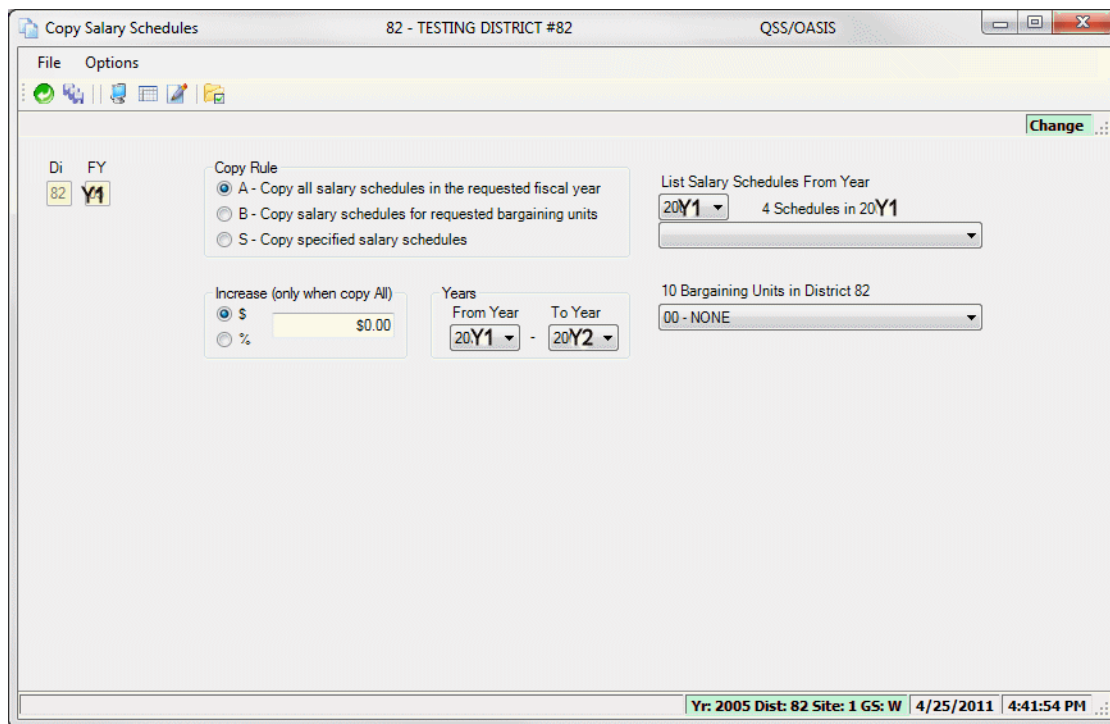 Copy Salary Schedules 82 - TESTING DISTRICT #82 QSS/OASIS
File Options
Change
Di FY
82 Y1
Copy Rule
A - Copy all salary schedules in the requested fiscal year
B - Copy salary schedules for requested bargaining units
S - Copy specified salary schedules
List Salary Schedules From Year
20Y1 4 Schedules in 20Y1
Increase (only when copy All)
$ $0.00
%
Years
From Year To Year
20Y1 - 20Y2
10 Bargaining Units in District 82
00 - NONE
Yr: 2005 Dist: 82 Site: 1 GS: W 4/25/2011 4:41:54 PM